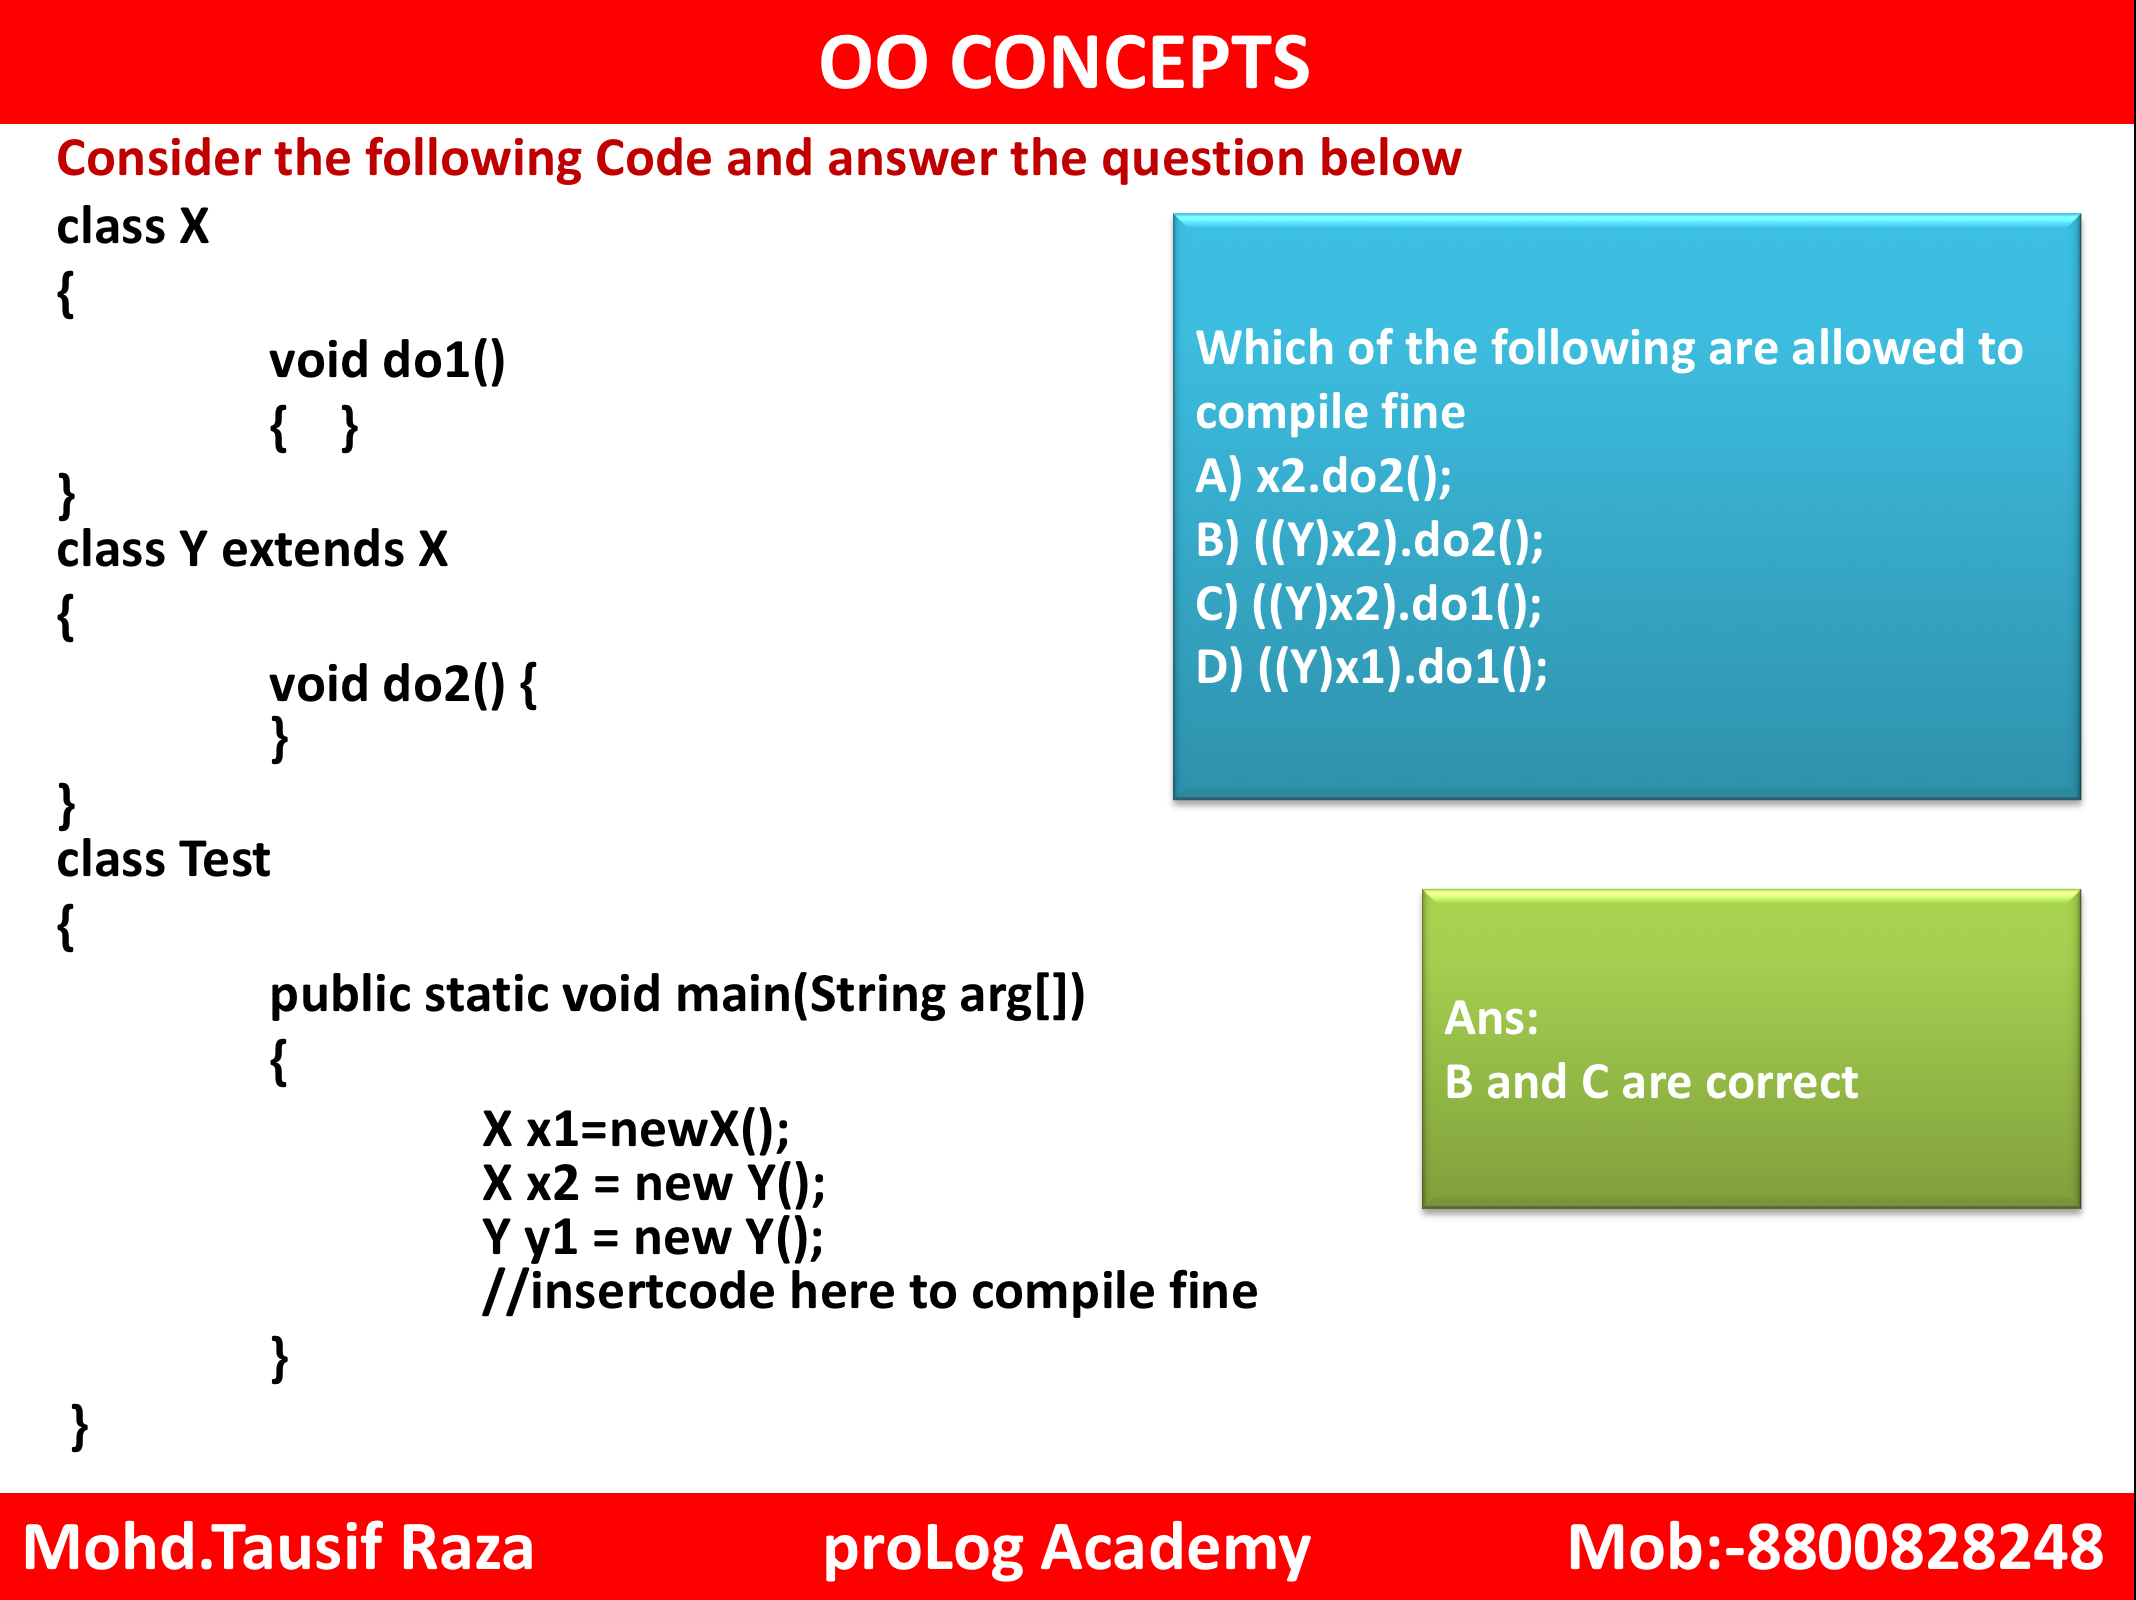 OO CONCEPTS
Consider the following Code and answer the question below
class X
{
void do1()
{ }
}
class Y extends X
{
void do2() {
}
}
class Test
{
public static void main(String arg[])
{
X x1=newX();
X x2 = new Y();
Y y1 = new Y();
//insertcode here to compile fine
}
}
Which of the following are allowed to
compile fine
A) x2.do2();
B) ((Y)x2).do2();
C) ((Y)x2).do1();
D) ((Y)x1).do1();
Ans:
B and C are correct
Mohd.Tausif Raza proLog Academy Mob:-8800828248